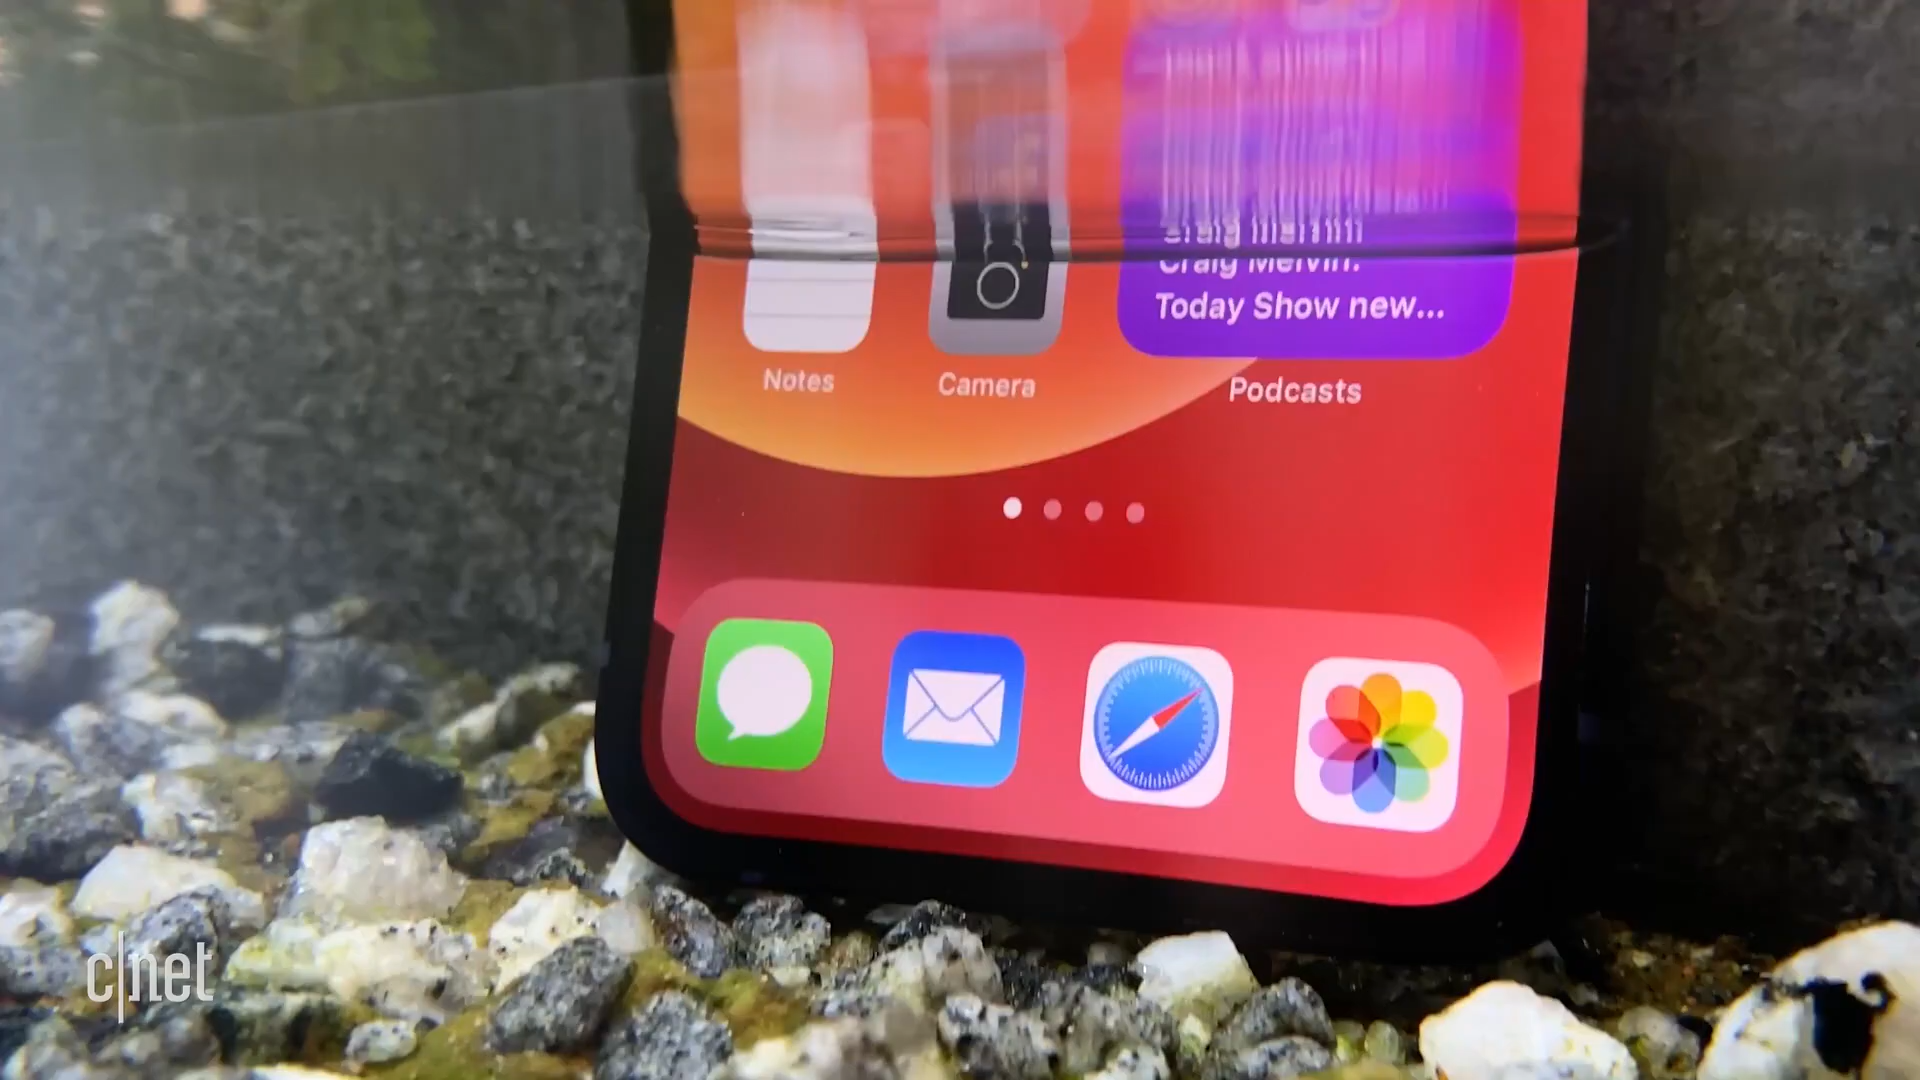 Craig Melvin.
Today Show new...
Notes
Camera
Podcasts
c|net